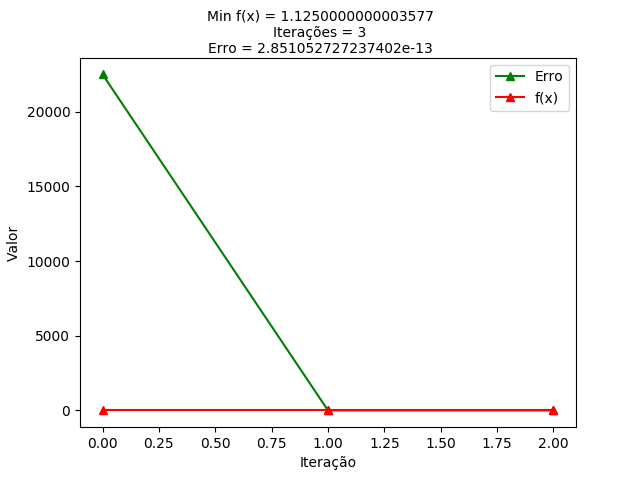 Min f(x) = 1.1250000000003577
Iterações = 3
Erro = 2.851052727237402e-13
Erro
f(x)
20000
15000
10000
5000
0
Valor
0.00 0.25 0.50 0.75 1.00 1.25 1.50 1.75 2.00
Iteração